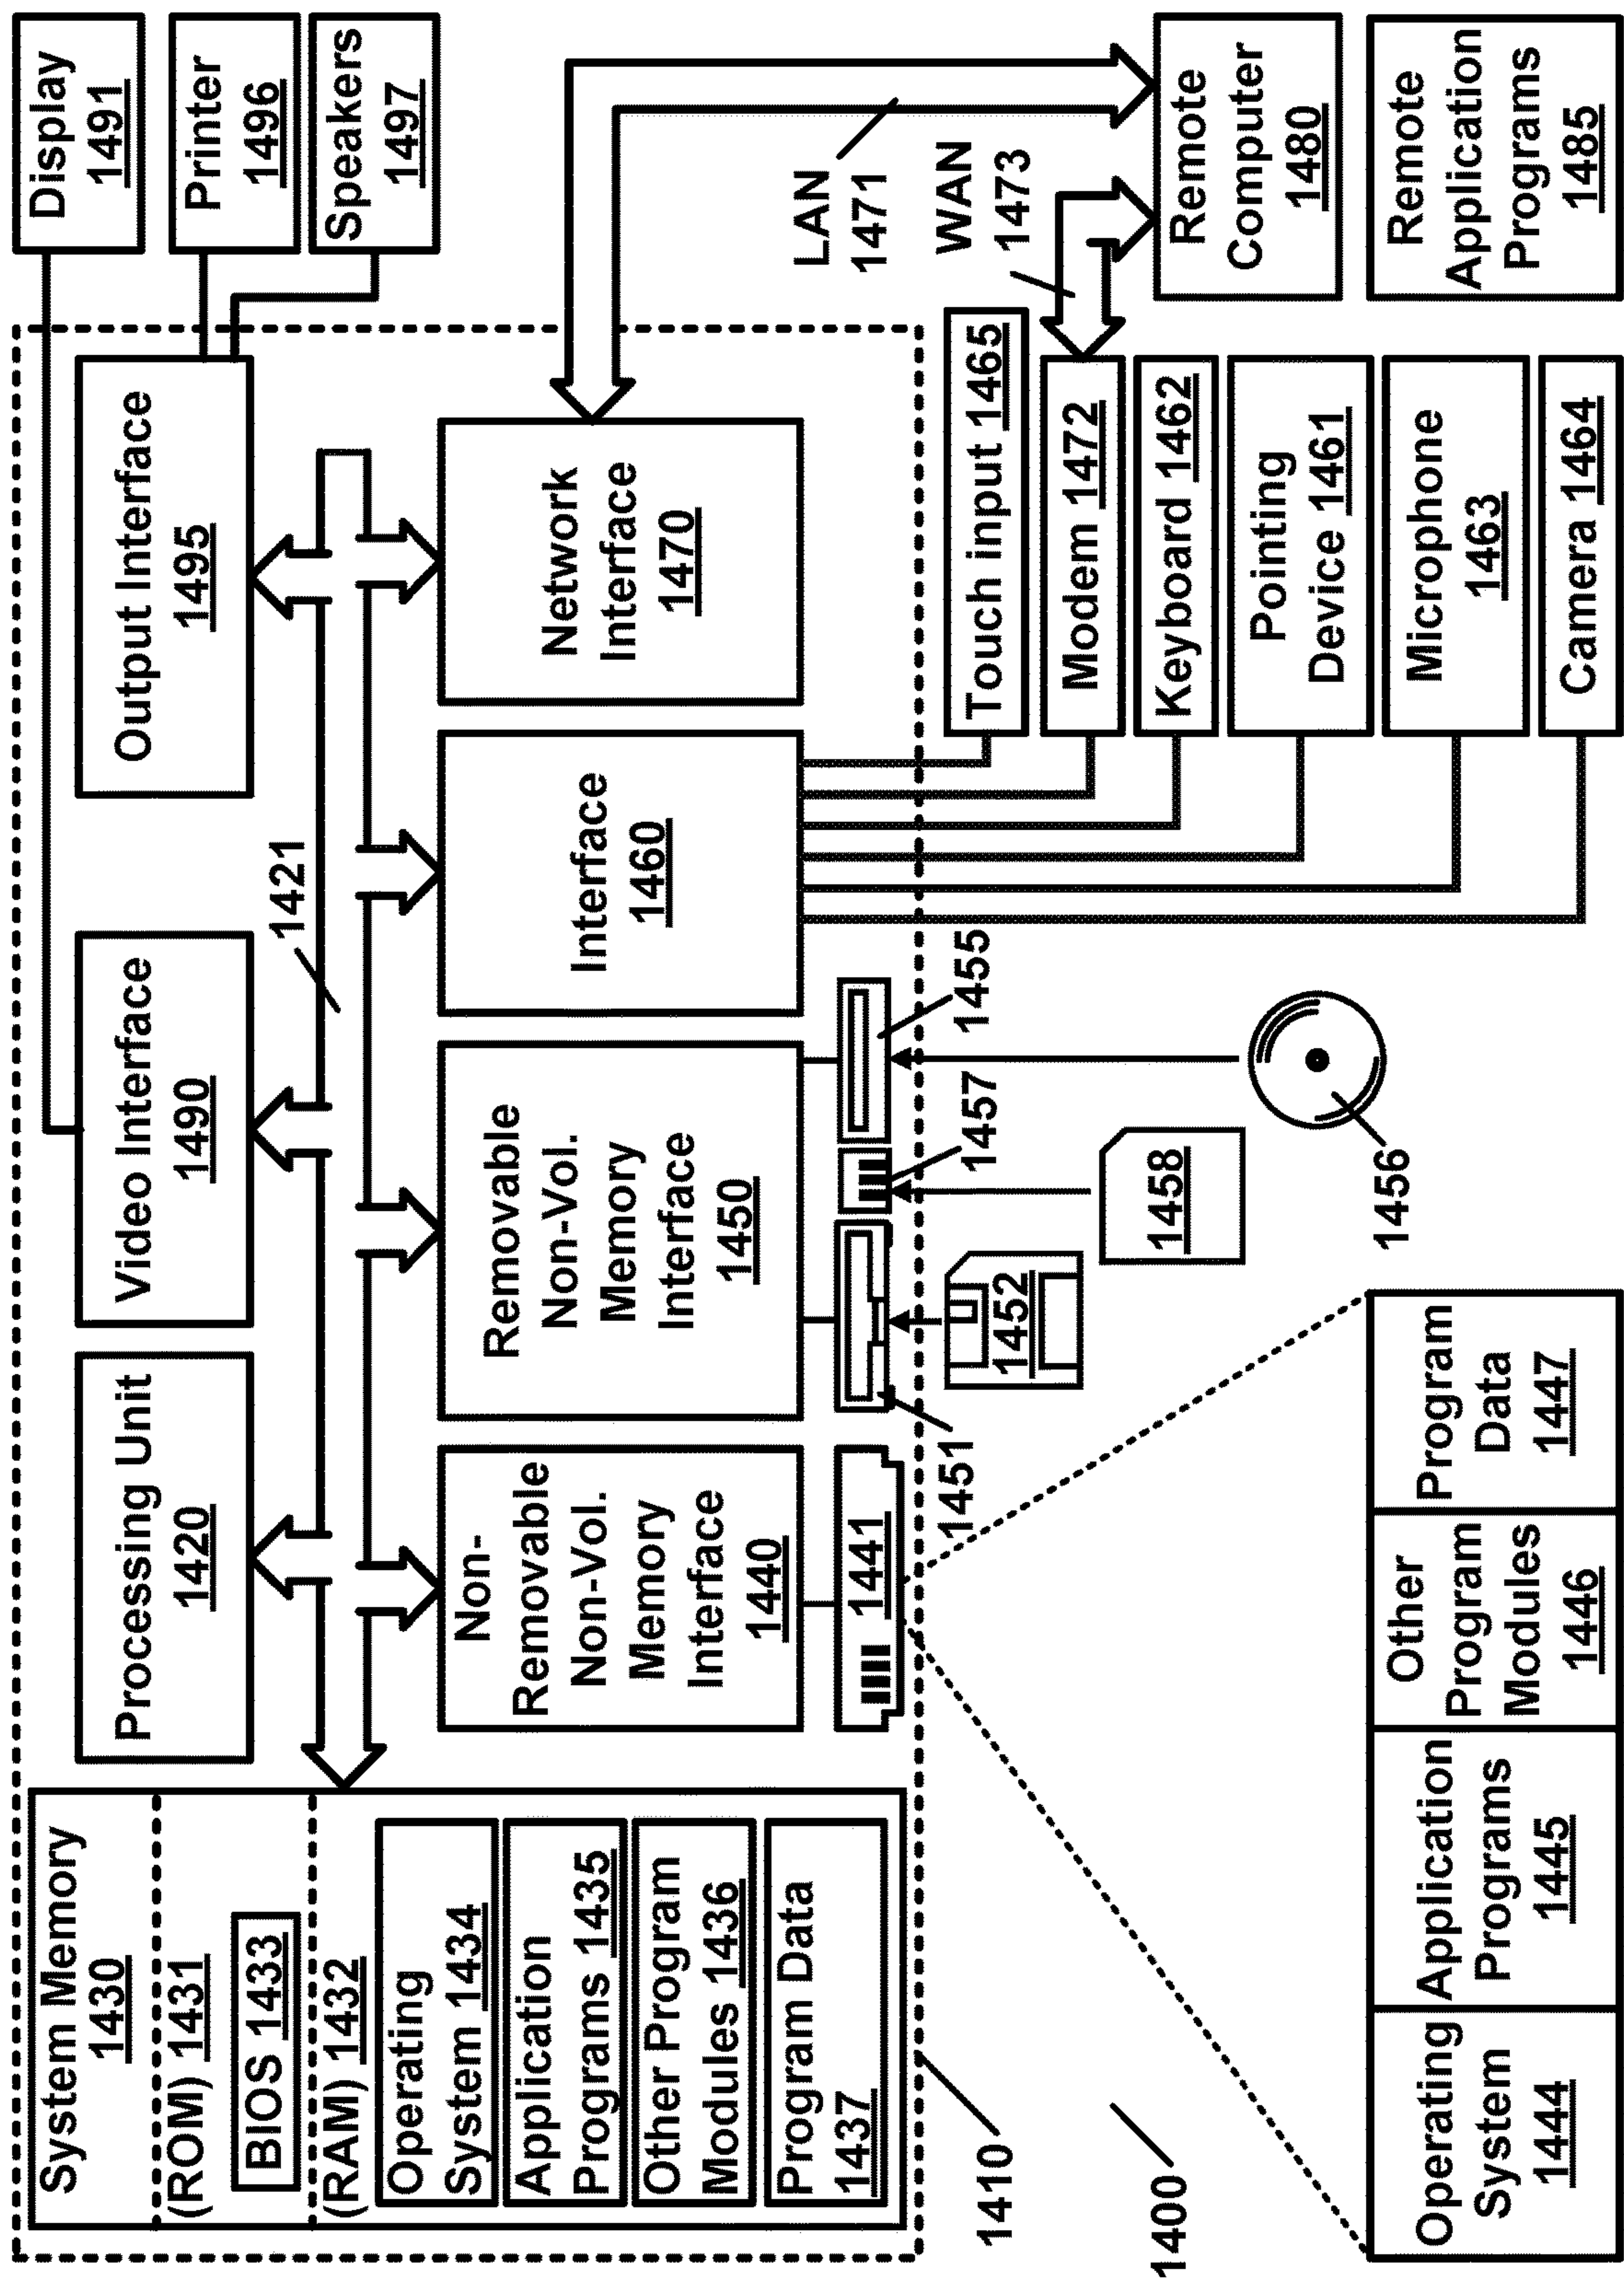 System Memory
1430
(ROM) 1431
BIOS 1433
(RAM) 1432
Operating
System 1434
Application
Programs 1435
Other Program
Modules 1436
Program Data
1437
Processing Unit
1420
Video Interface
1490
Output Interface
1495
1421
Non-
Removable
Non-Vol.
Memory
Interface
1440
Removable
Non-Vol.
Memory
Interface
1450
Interface
1460
Network
Interface
1470
Display
1491
Printer
1496
Speakers
1497
1441
1451
1452
1457
1458
1455
1456
LAN
1471
WAN
1473
Touch input 1465
Modem 1472
Keyboard 1462
Pointing
Device 1461
Microphone
1463
Camera 1464
Remote
Computer
1480
Remote
Application
Programs
1485
1410
1400
Operating
System
1444
Application
Programs
1445
Other
Program
Modules
1446
Program
Data
1447